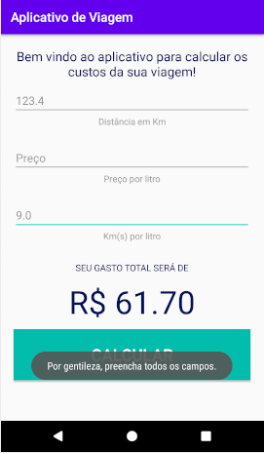 Aplicativo de Viagem
Bem vindo ao aplicativo para calcular os
custos da sua viagem!
123.4
Distância em Km
Preço
Preço por litro
9.0
Km(s) por litro
SEU GASTO TOTAL SERÁ DE
R$ 61.70
CALCULAR
Por gentileza, preencha todos os campos.